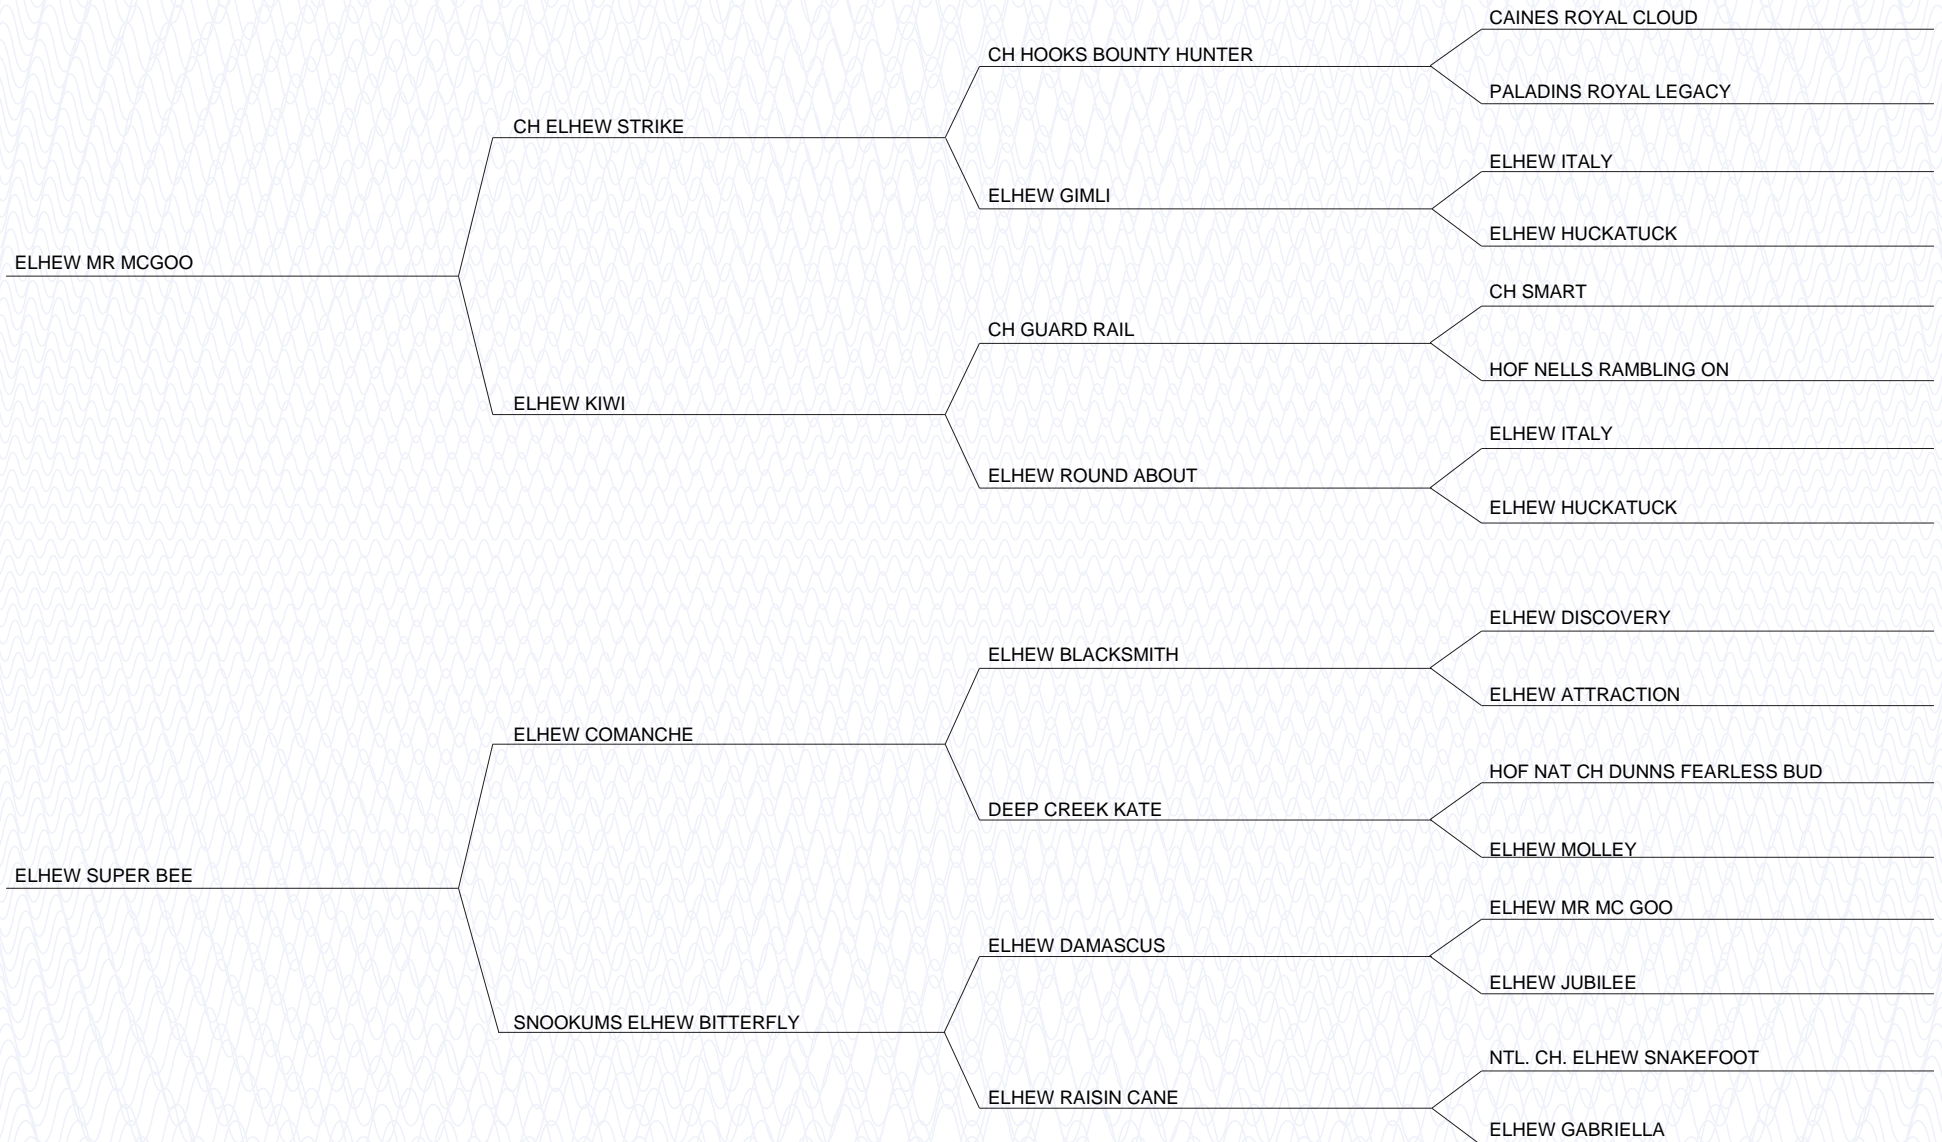 CAINES ROYAL CLOUD
CH HOOKS BOUNTY HUNTER
PALADINS ROYAL LEGACY
CH ELHEW STRIKE
ELHEW ITALY
ELHEW GIMLI
ELHEW HUCKATUCK
ELHEW MR MCGOO
CH SMART
CH GUARD RAIL
HOF NELLS RAMBLING ON
ELHEW KIWI
ELHEW ITALY
ELHEW ROUND ABOUT
ELHEW HUCKATUCK
ELHEW DISCOVERY
ELHEW BLACKSMITH
ELHEW ATTRACTION
ELHEW COMANCHE
HOF NAT CH DUNNS FEARLESS BUD
DEEP CREEK KATE
ELHEW MOLLEY
ELHEW SUPER BEE
ELHEW MR MC GOO
ELHEW DAMASCUS
ELHEW JUBILEE
SNOOKUMS ELHEW BITTERFLY
NTL. CH. ELHEW SNAKEFOOT
ELHEW RAISIN CANE
ELHEW GABRIELLA